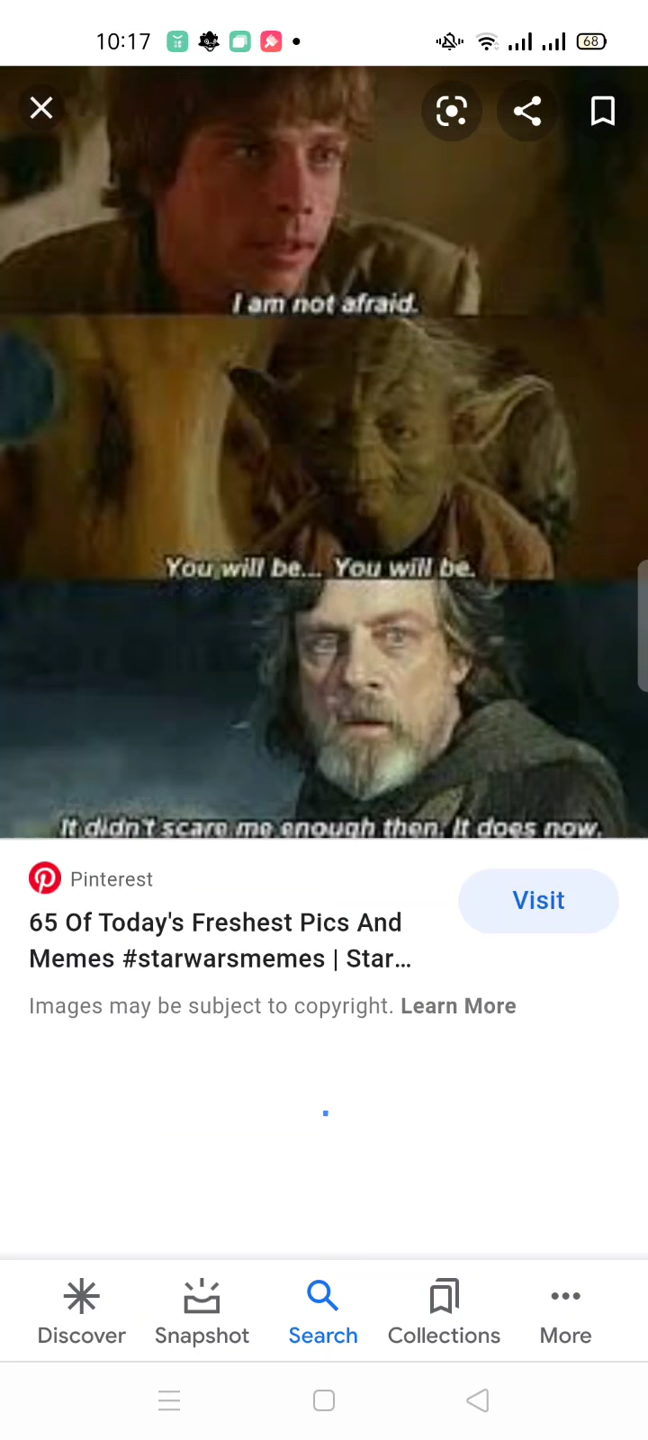 10:17
68
I am not afraid.
You will be... You will be.
It didn't scare me enough then. It does now.
Pinterest
Visit
65 Of Today's Freshest Pics And
Memes #starwarsmemes | Star...
Images may be subject to copyright. Learn More
Discover Snapshot Search Collections More